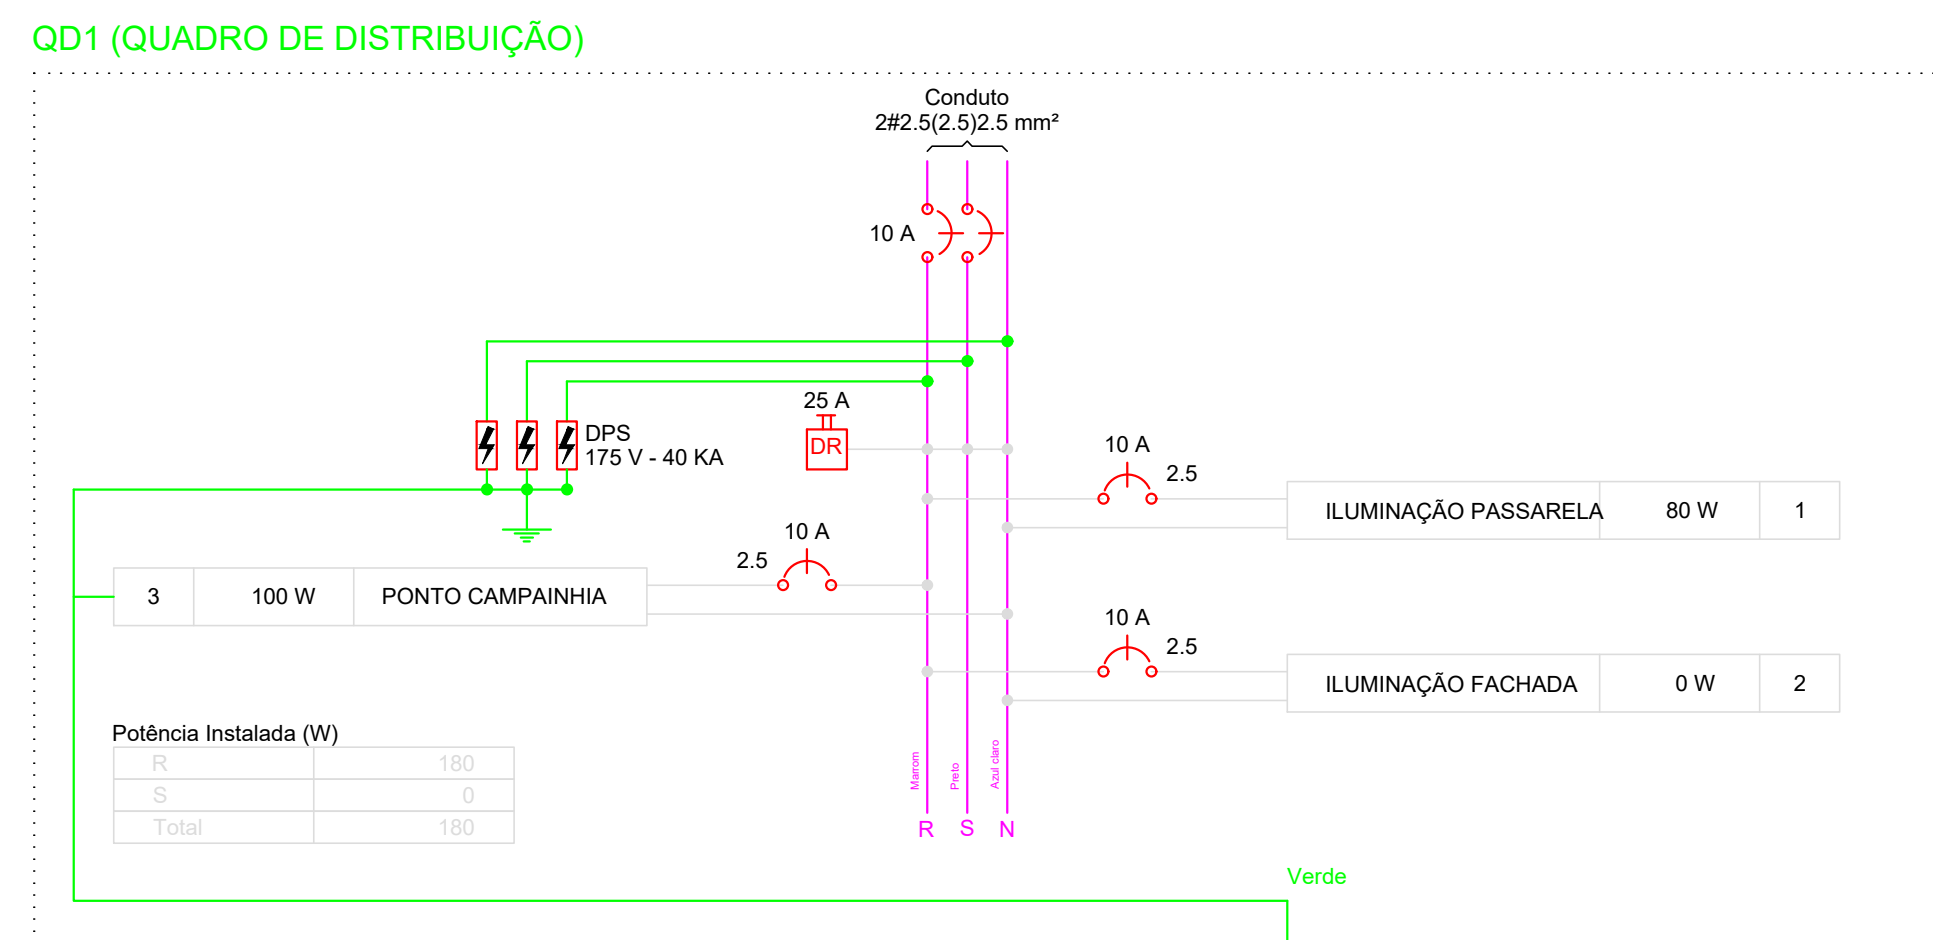 QD1 (QUADRO DE DISTRIBUIÇÃO)
Conduto
2#2.5(2.5)2.5 mm²
10 A
25 A
DR
DPS
175 V - 40 KA
10 A
2.5
ILUMINAÇÃO PASSARELA 80 W 1
10 A
2.5
3 100 W PONTO CAMPAINHIA
10 A
2.5
ILUMINAÇÃO FACHADA 0 W 2
Potência Instalada (W)
R 180
S 0
Total 180
Marrom
Preto
Azul claro
R S N
Verde